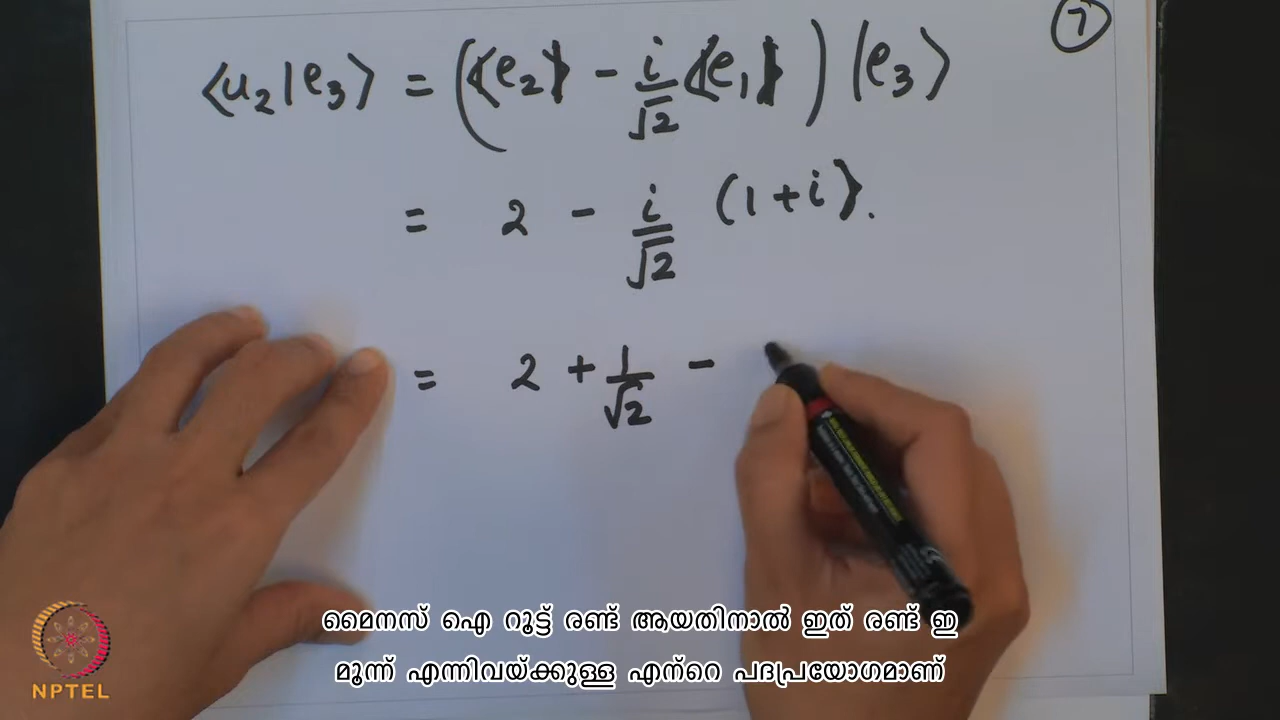 7
⟨u₂|e₃⟩ = (⟨e₂| - i/√2 ⟨e₁|) |e₃⟩
= 2 - i/√2 (1+i).
= 2 + 1/√2 -
മൈനസ് ഐ റൂട്ട് രണ്ട് ആയതിനാൽ ഇത് രണ്ട് ഇ
മൂന്ന് എന്നിവയ്ക്കുള്ള എന്റെ പദപ്രയോഗമാണ്
NPTEL